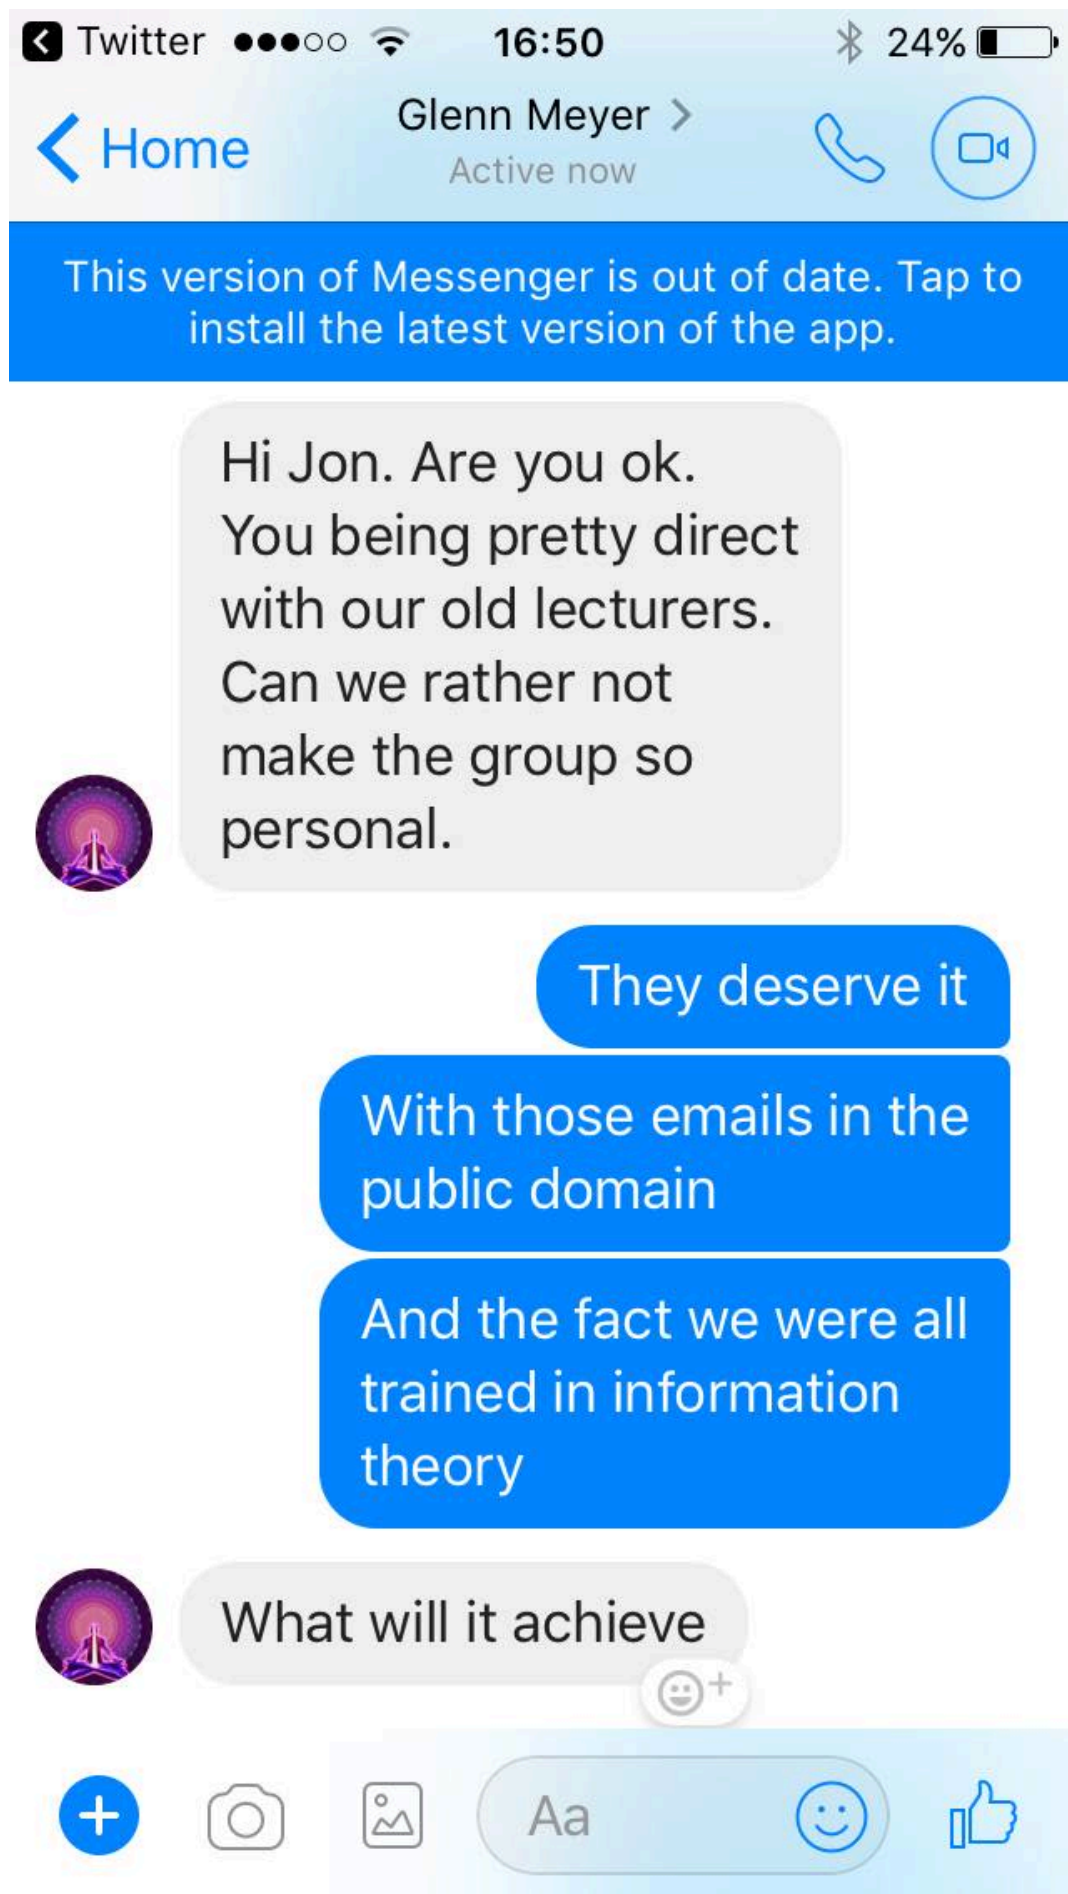 Twitter 16:50 24%
Home Glenn Meyer
Active now
This version of Messenger is out of date. Tap to
install the latest version of the app.
Hi Jon. Are you ok.
You being pretty direct
with our old lecturers.
Can we rather not
make the group so
personal.
They deserve it
With those emails in the
public domain
And the fact we were all
trained in information
theory
What will it achieve
Aa